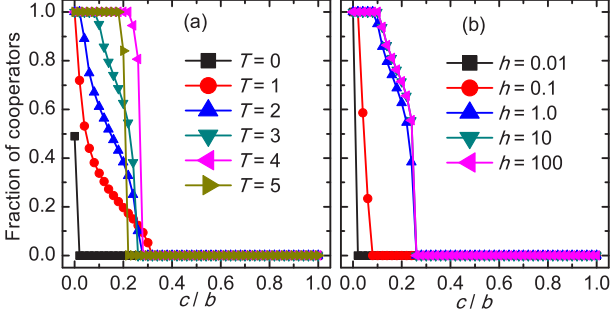 (a)
Fraction of cooperators
1.0
0.8
0.6
0.4
0.2
0.0
T = 0
T = 1
T = 2
T = 3
T = 4
T = 5
0.0 0.2 0.4 0.6 0.8 1.0
c / b
(b)
h = 0.01
h = 0.1
h = 1.0
h = 10
h = 100
0.0 0.2 0.4 0.6 0.8 1.0
c / b